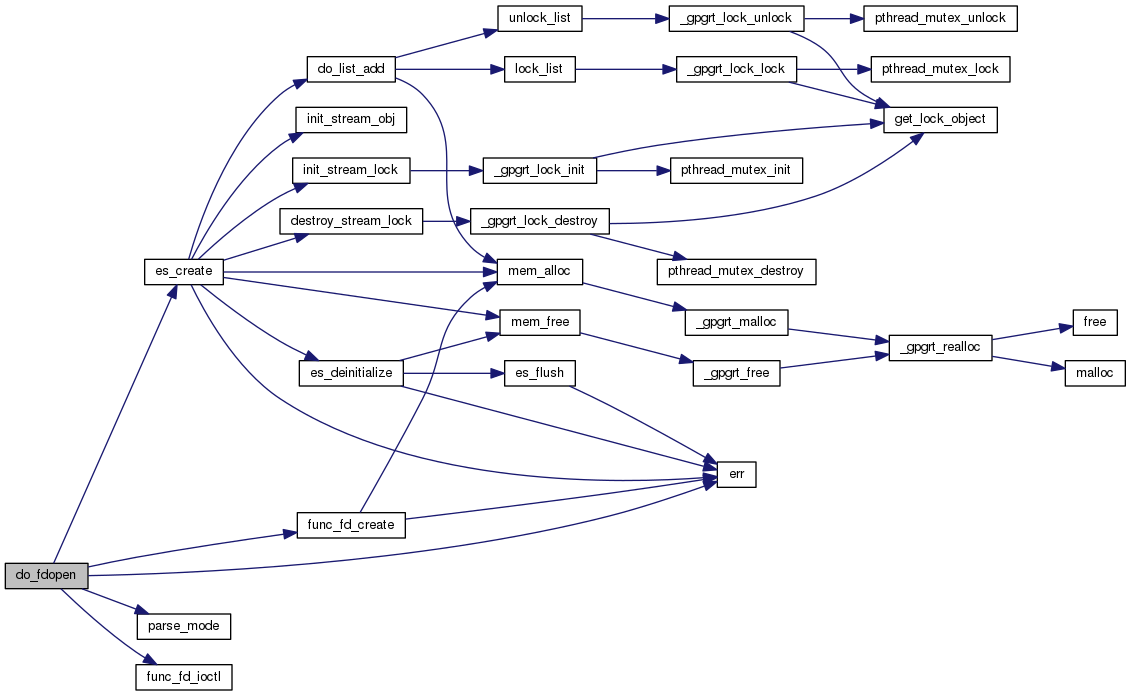 unlock_list
_gpgrt_lock_unlock
pthread_mutex_unlock
do_list_add
lock_list
_gpgrt_lock_lock
pthread_mutex_lock
init_stream_obj
get_lock_object
init_stream_lock
_gpgrt_lock_init
pthread_mutex_init
destroy_stream_lock
_gpgrt_lock_destroy
es_create
mem_alloc
pthread_mutex_destroy
mem_free
_gpgrt_malloc
free
_gpgrt_realloc
es_deinitialize
es_flush
_gpgrt_free
malloc
err
func_fd_create
do_fdopen
parse_mode
func_fd_ioctl